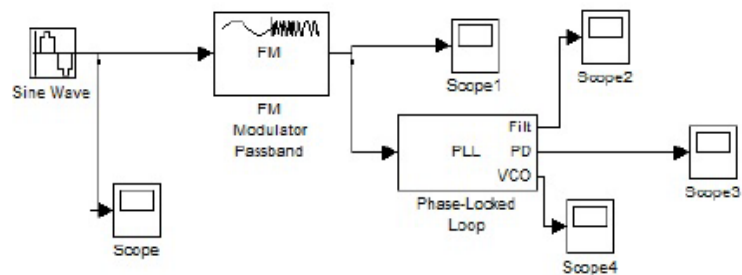 FM
Sine Wave
FM
Modulator
Passband
Scope
Scope1
Scope2
Filt
PLL
PD
VCO
Phase-Locked
Loop
Scope3
Scope4